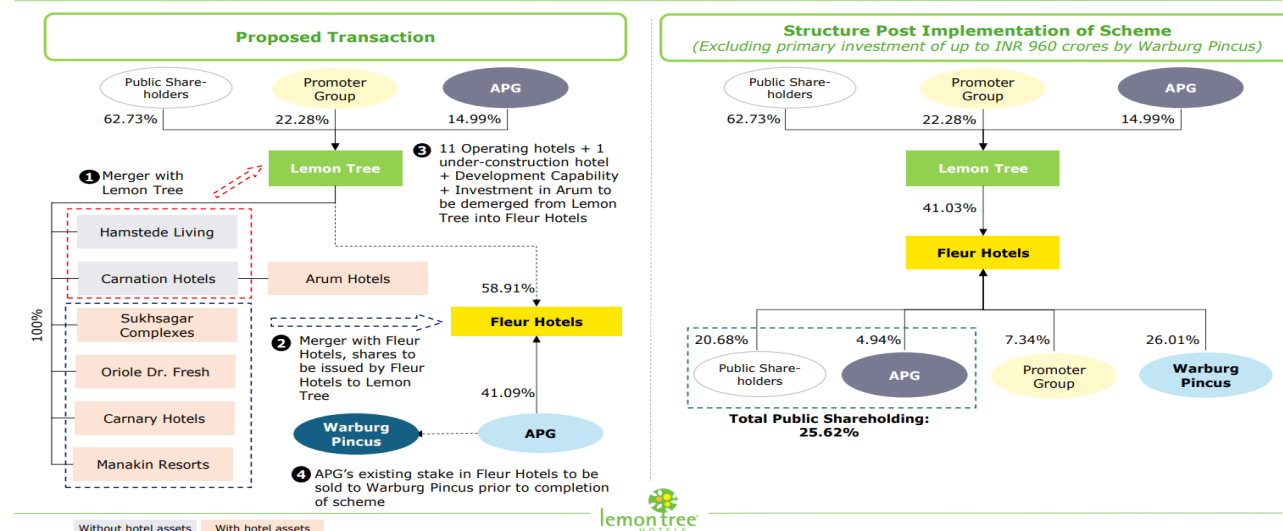 Proposed Transaction
Public Share-
holders
Promoter
Group
APG
62.73%
22.28%
14.99%
Lemon Tree
1 Merger with
Lemon Tree
3 11 Operating hotels + 1
under-construction hotel
+ Development Capability
+ Investment in Arum to
be demerged from Lemon
Tree into Fleur Hotels
100%
Hamstede Living
Carnation Hotels
Arum Hotels
Sukhsagar
Complexes
Oriole Dr. Fresh
Carnary Hotels
Manakin Resorts
58.91%
Fleur Hotels
2 Merger with Fleur
Hotels, shares to
be issued by Fleur
Hotels to Lemon
Tree
41.09%
Warburg
Pincus
APG
4 APG's existing stake in Fleur Hotels to be
sold to Warburg Pincus prior to completion
of scheme
Without hotel assets
With hotel assets
Structure Post Implementation of Scheme
(Excluding primary investment of up to INR 960 crores by Warburg Pincus)
Public Share-
holders
Promoter
Group
APG
62.73%
22.28%
14.99%
Lemon Tree
41.03%
Fleur Hotels
20.68%
4.94%
7.34%
26.01%
Public Share-
holders
APG
Promoter
Group
Warburg
Pincus
Total Public Shareholding:
25.62%
lemon tree
HOTELS